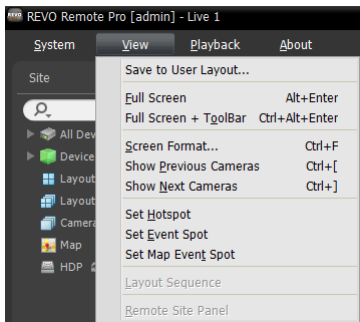 REVO REVO Remote Pro [admin] - Live 1
System View Playback About
Site
All Dev
Device
Layout
Layout
Camera
Map
HDP
Save to User Layout...
Full Screen Alt+Enter
Full Screen + ToolBar Ctrl+Alt+Enter
Screen Format... Ctrl+F
Show Previous Cameras Ctrl+[
Show Next Cameras Ctrl+]
Set Hotspot
Set Event Spot
Set Map Event Spot
Layout Sequence
Remote Site Panel